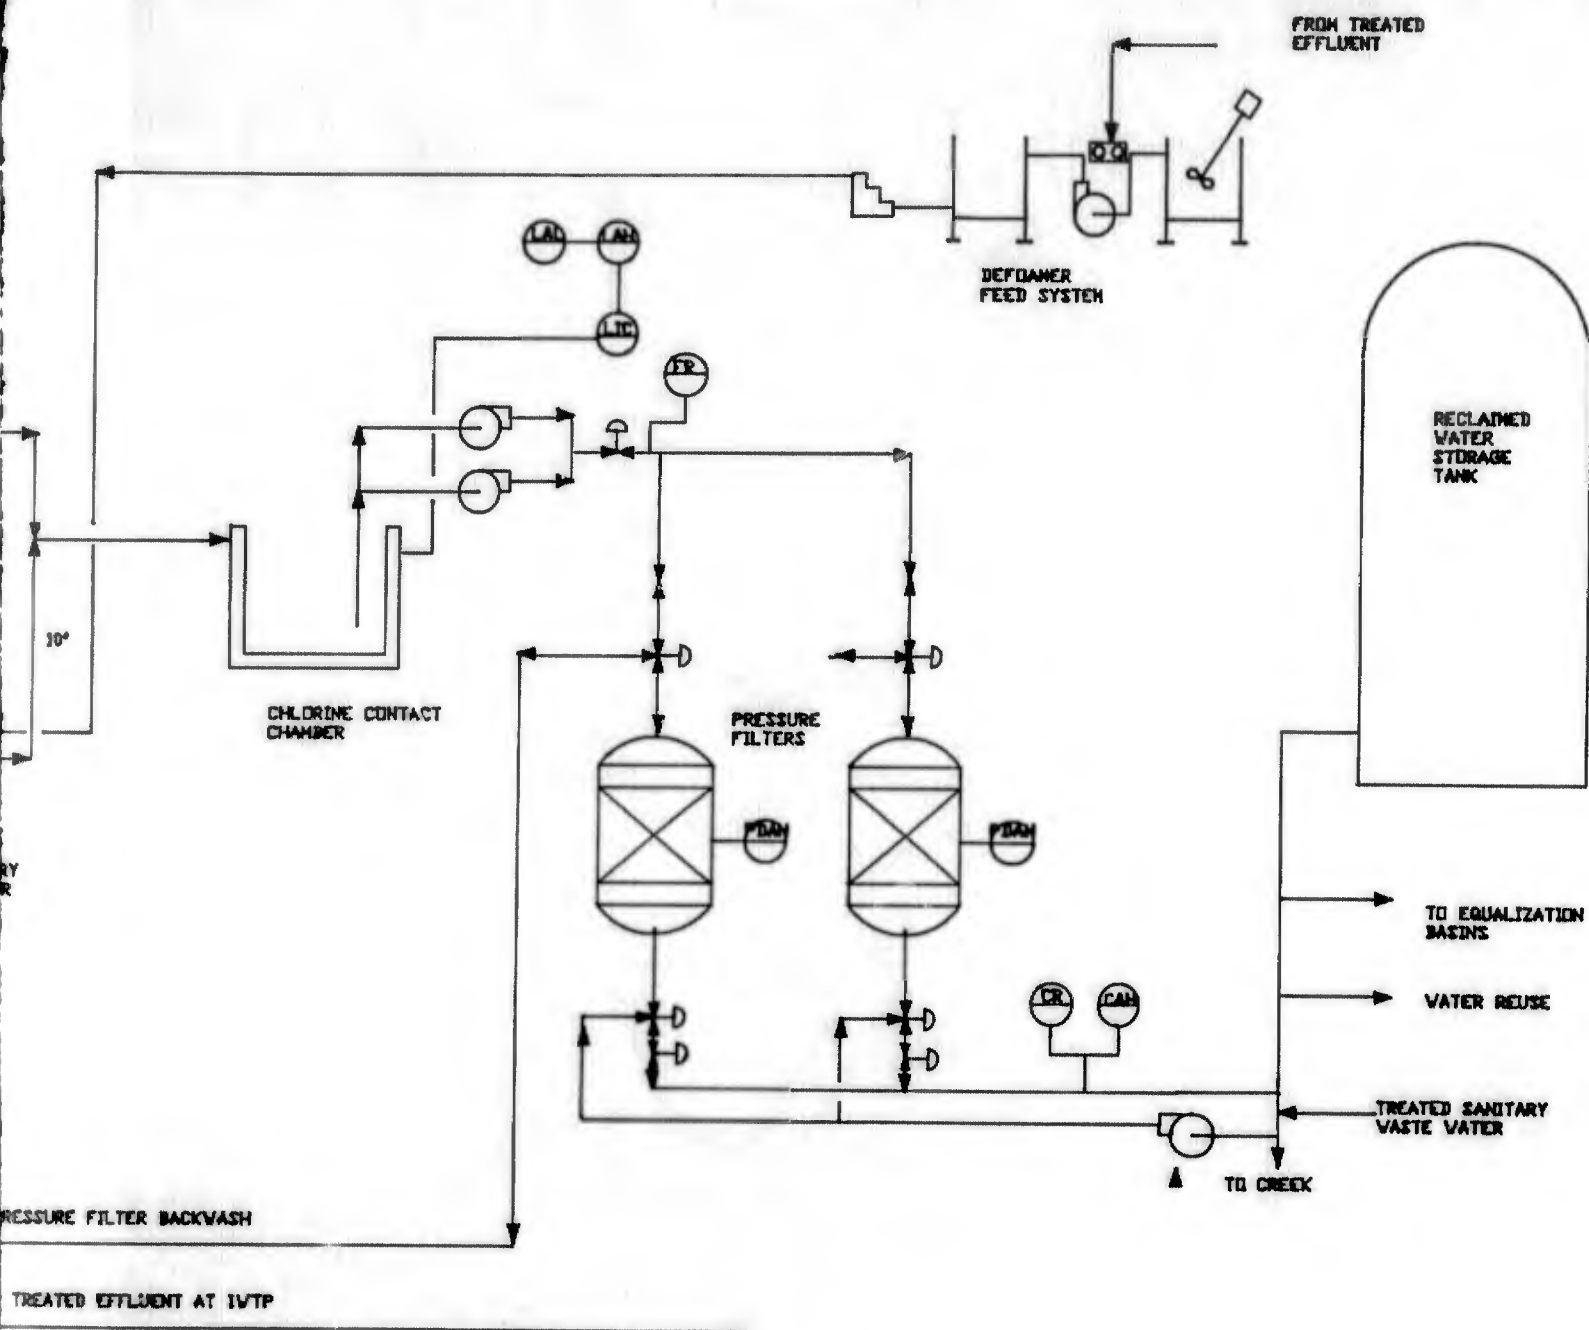 FROM TREATED
EFFLUENT
LAL
LAH
DEFOAMER
FEED SYSTEM
LIC
FR
RECLAIMED
WATER
STORAGE
TANK
10"
CHLORINE CONTACT
CHAMBER
PRESSURE
FILTERS
PDAH
PDAH
RY
R
TO EQUALIZATION
BASINS
CR
CAH
WATER REUSE
TREATED SANITARY
WASTE WATER
TO CREEK
RESSURE FILTER BACKWASH
TREATED EFFLUENT AT IWTP